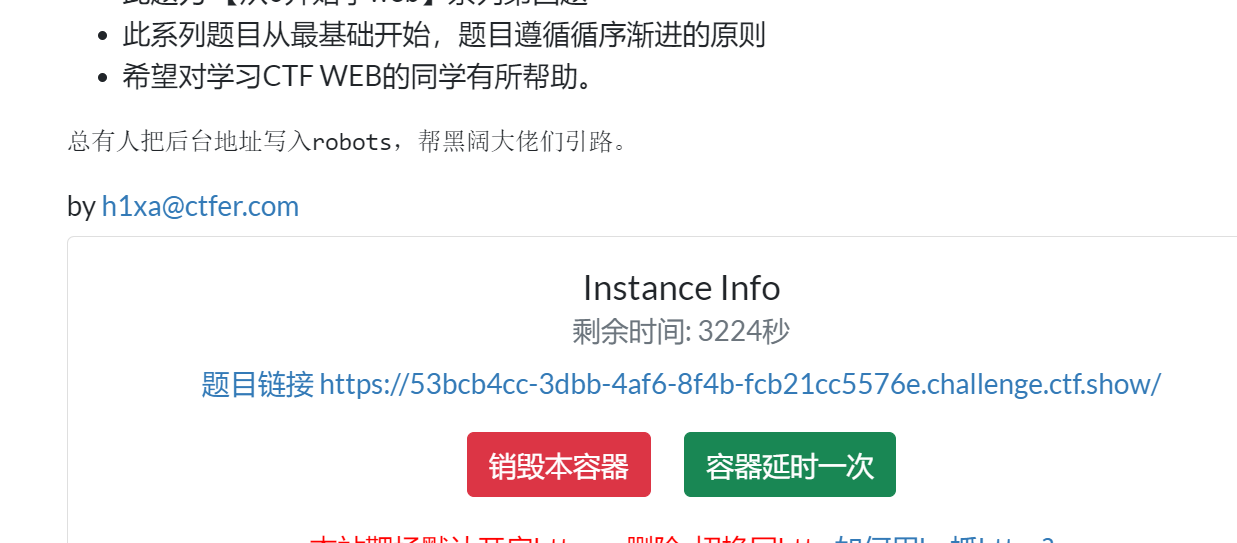 此系列题目从最基础开始，题目遵循循序渐进的原则
希望对学习CTF WEB的同学有所帮助。
总有人把后台地址写入robots，帮黑阔大佬们引路。
by h1xa@ctfer.com
Instance Info
剩余时间: 3224秒
题目链接 https://53bcb4cc-3dbb-4af6-8f4b-fcb21cc5576e.challenge.ctf.show/
销毁本容器 容器延时一次